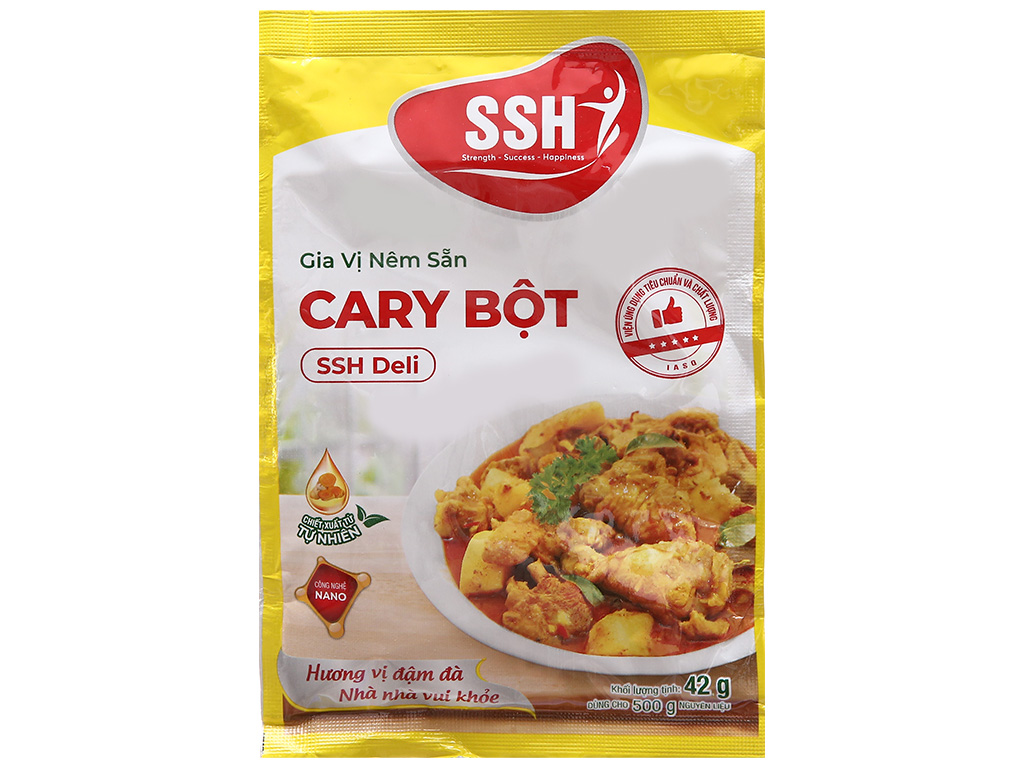 SSH
Strength - Success - Happiness
Gia Vị Nêm Sẵn
CARY BỘT
SSH Deli
VIỆN ỨNG DỤNG TIÊU CHUẨN VÀ CHẤT LƯỢNG
IASQ
CHIẾT XUẤT TỪ
TỰ NHIÊN
CÔNG NGHỆ
NANO
Hương vị đậm đà
Nhà nhà vui khỏe
Khối lượng tịnh: 42 g
DÙNG CHO 500 g NGUYÊN LIỆU